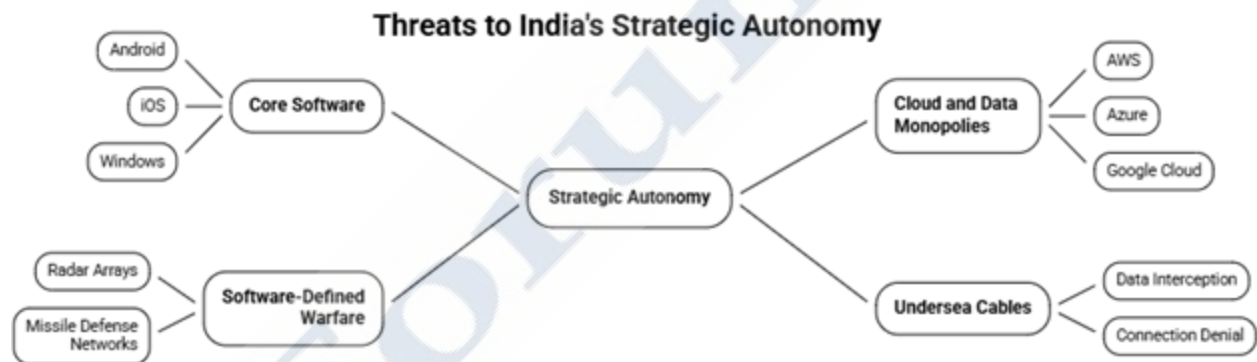 Threats to India's Strategic Autonomy
Android
iOS
Windows
Core Software
Cloud and Data
Monopolies
AWS
Azure
Google Cloud
Strategic Autonomy
Radar Arrays
Missile Defense
Networks
Software-Defined
Warfare
Undersea Cables
Data Interception
Connection Denial
Forum